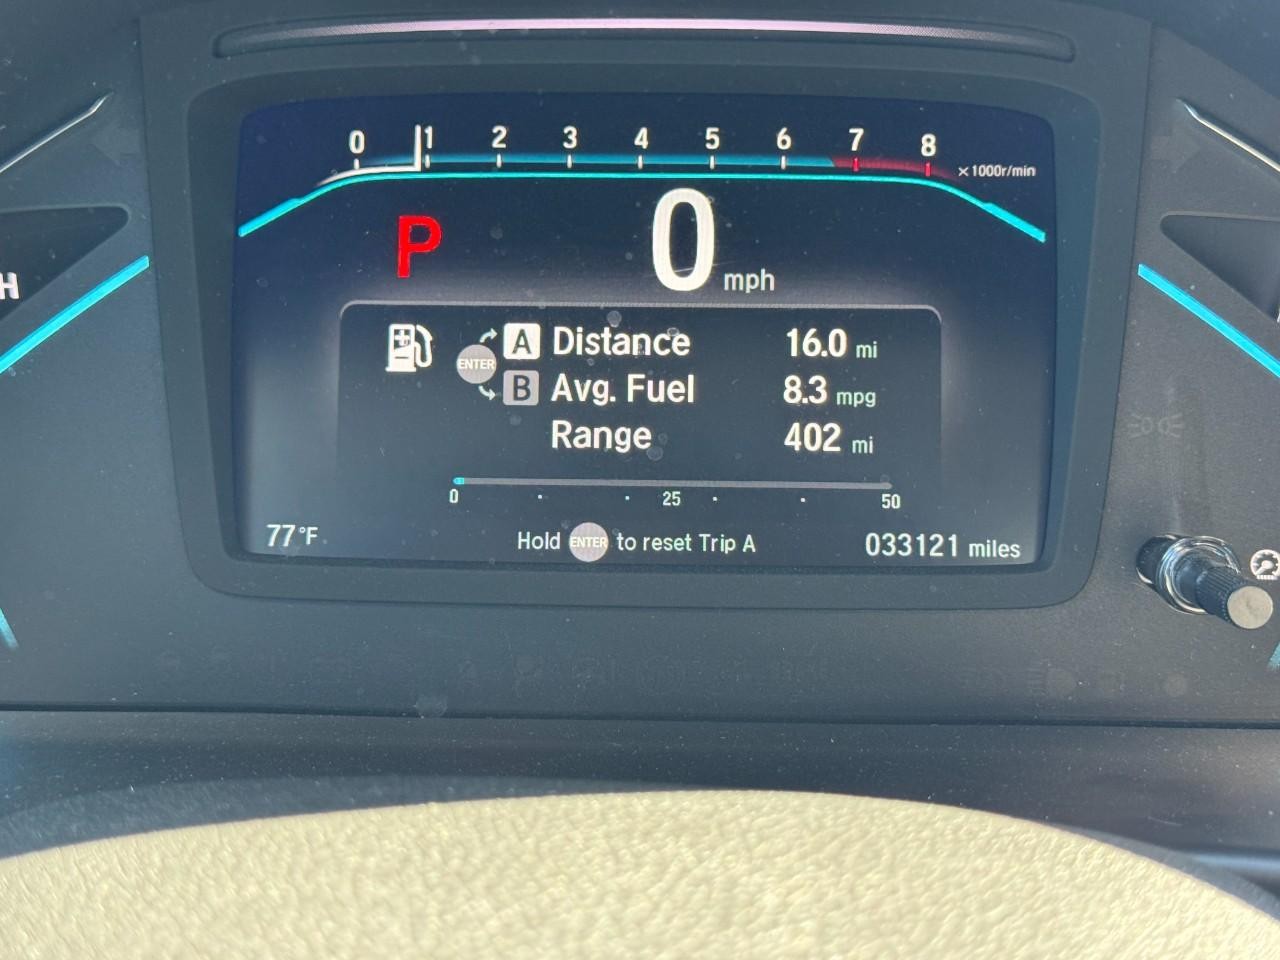 0 1 2 3 4 5 6 7 8
×1000r/min
P 0 mph
H
A Distance 16.0 mi
ENTER
B Avg. Fuel 8.3 mpg
Range 402 mi
0 25 50
77°F Hold ENTER to reset Trip A 033121 miles